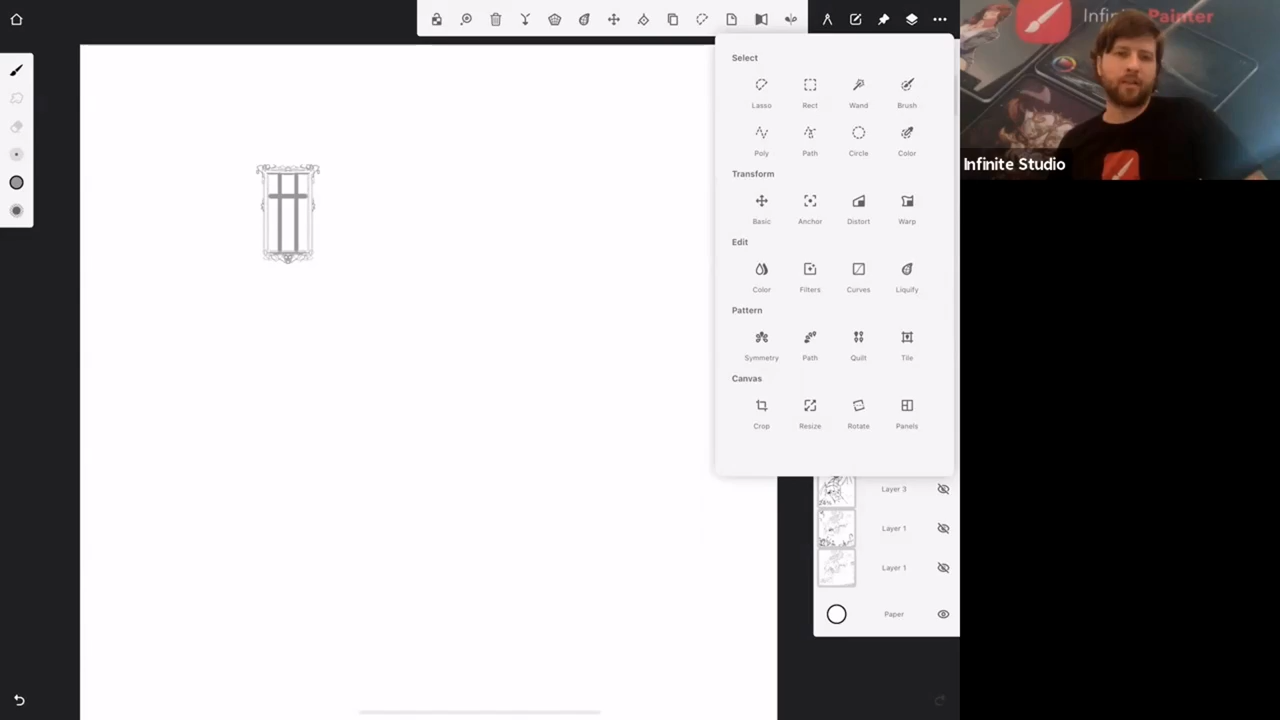 Infinite Painter
Select
Lasso
Rect
Wand
Brush
Poly
Path
Circle
Color
Transform
Basic
Anchor
Distort
Warp
Edit
Color
Filters
Curves
Liquify
Pattern
Symmetry
Path
Quilt
Tile
Canvas
Crop
Resize
Rotate
Panels
Layer 3
Layer 1
Layer 1
Paper
Infinite Studio